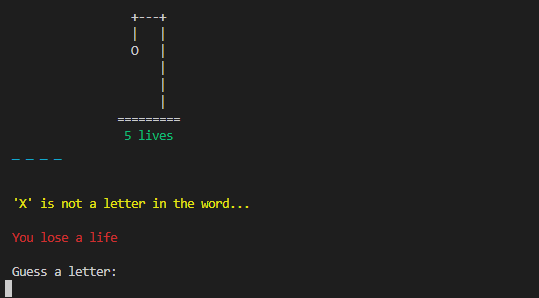 +---+
|   |
O   |
    |
    |
    |
=========
5 lives
_ _ _ _
'X' is not a letter in the word...
You lose a life
Guess a letter: